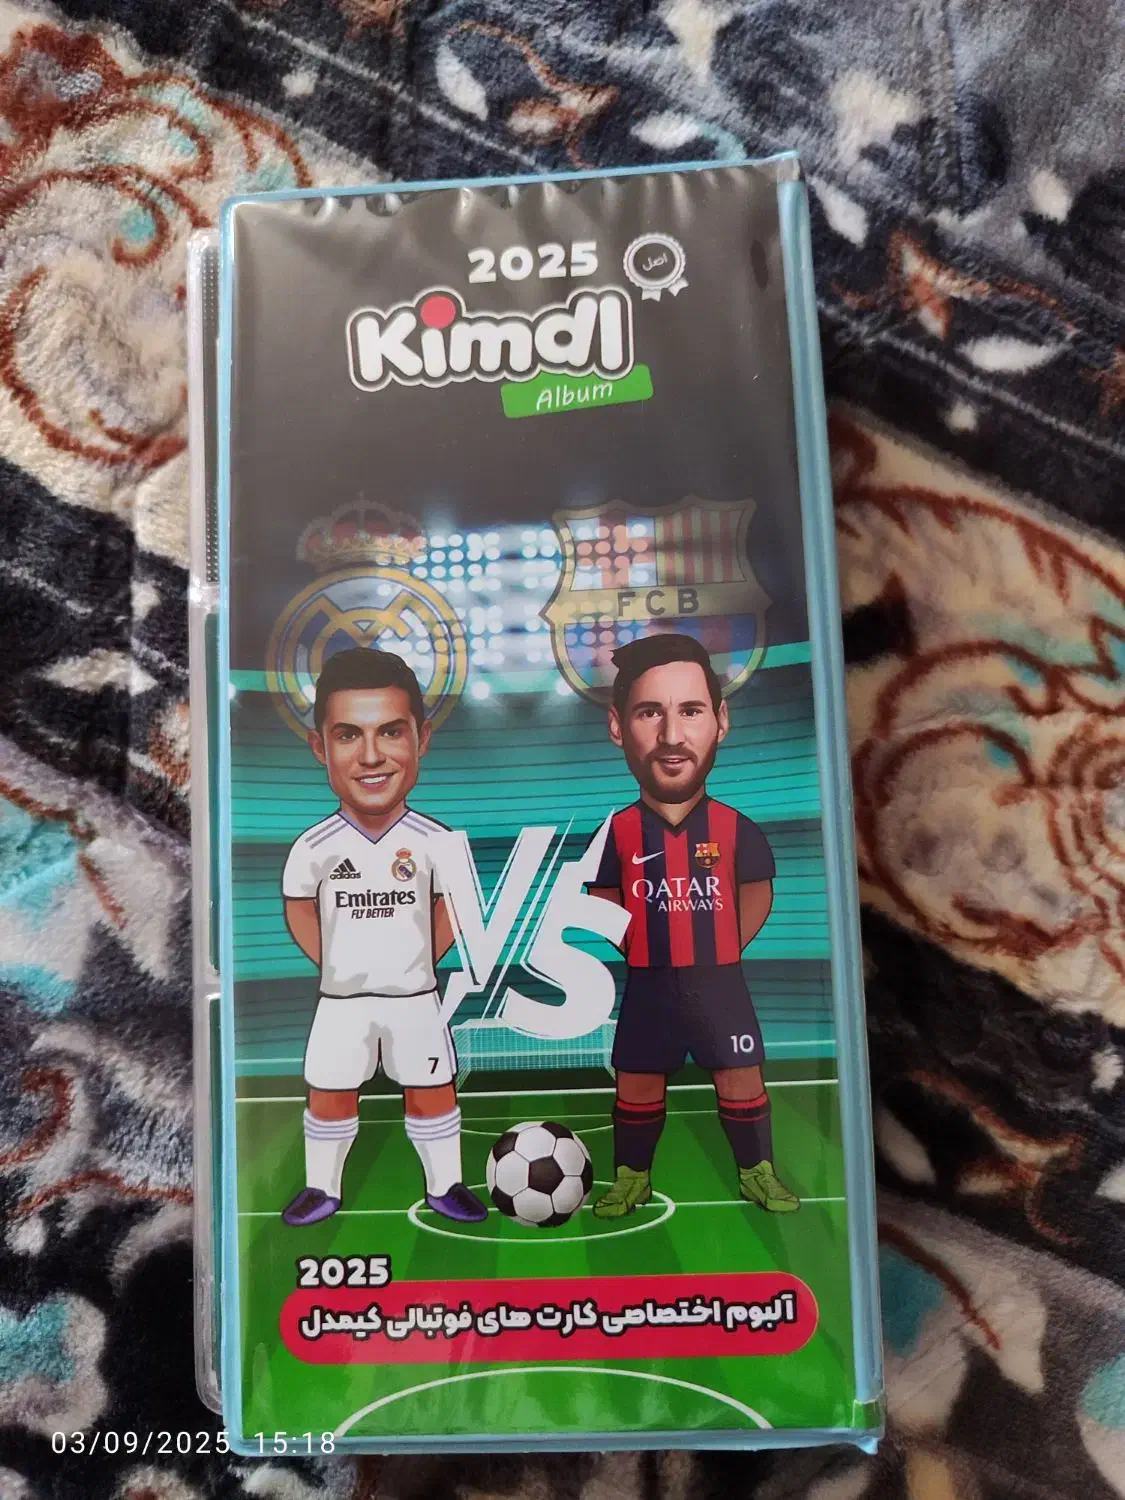 2025
اصل
Kimdl
Album
FCB
adidas
Emirates
FLY BETTER
VS
QATAR
AIRWAYS
7
10
2025
آلبوم اختصاصی کارت های فوتبالی کیمدل
03/09/2025 15:18